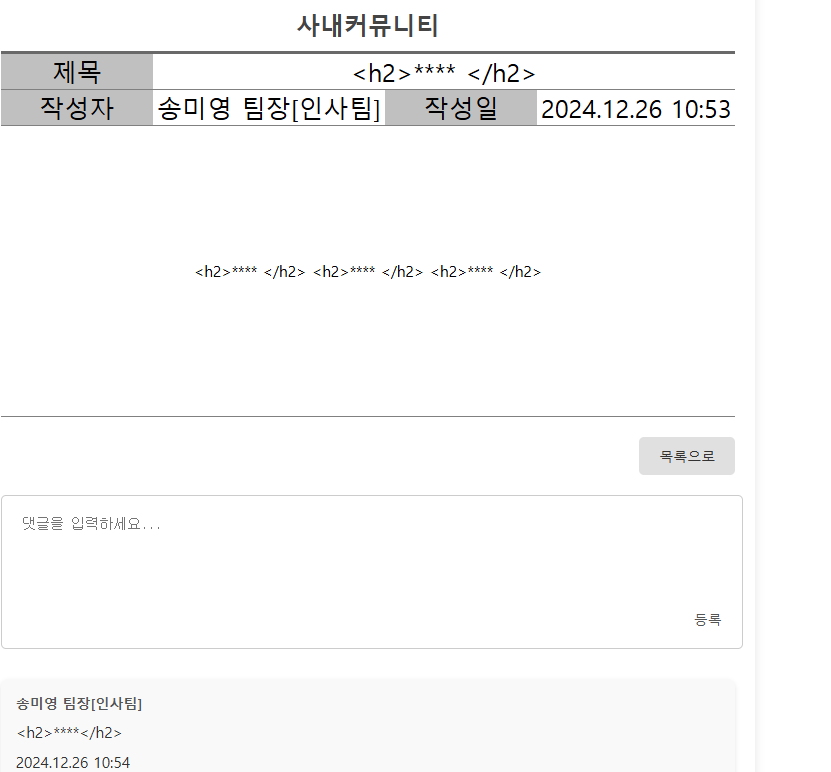 사내커뮤니티
제목 <h2>**** </h2>
작성자 송미영 팀장[인사팀] 작성일 2024.12.26 10:53
<h2>**** </h2> <h2>**** </h2> <h2>**** </h2>
목록으로
댓글을 입력하세요...
등록
송미영 팀장[인사팀]
<h2>****</h2>
2024.12.26 10:54